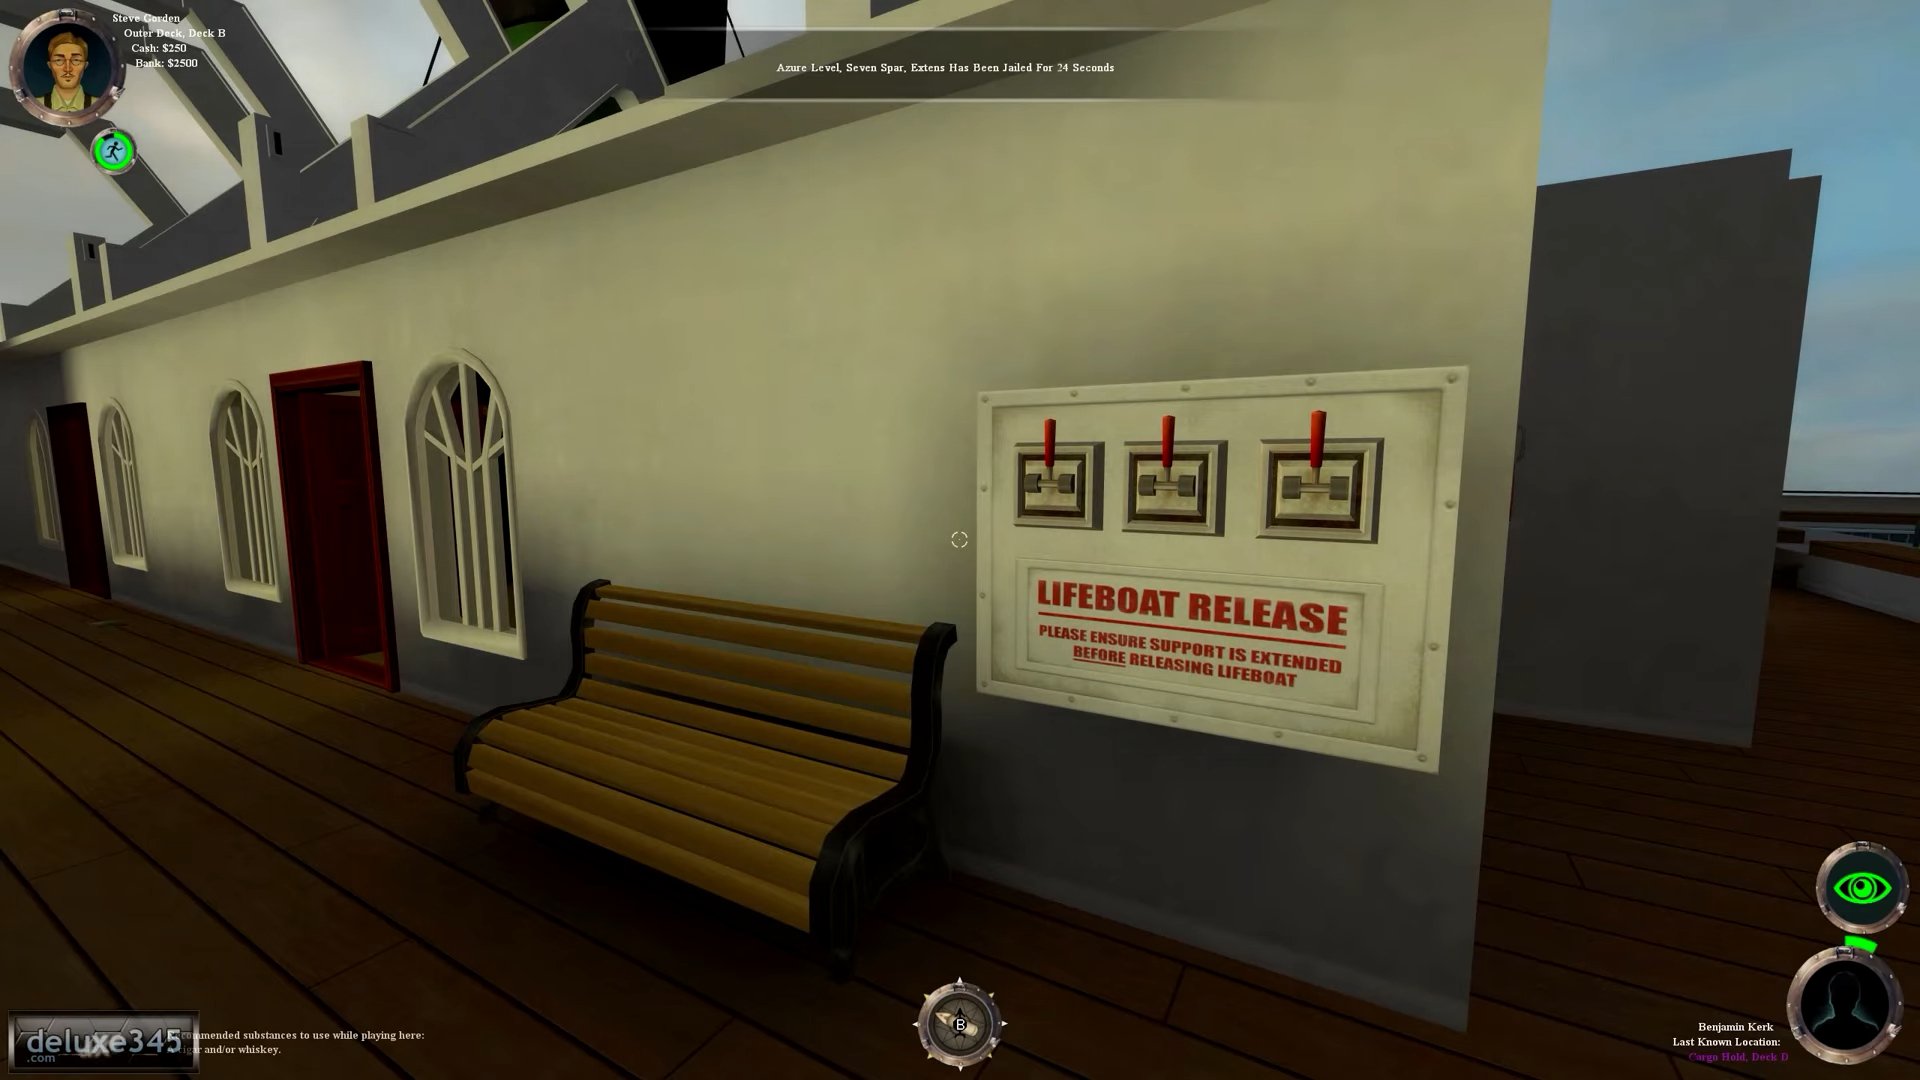 Steve Gorden
Outer Deck, Deck B
Cash: $250
Bank: $2500
Azure Level, Seven Spar, Extens Has Been Jailed For 24 Seconds
LIFEBOAT RELEASE
PLEASE ENSURE SUPPORT IS EXTENDED
BEFORE RELEASING LIFEBOAT
B
deluxe345
.com
commended substances to use while playing here:
and/or whiskey.
Benjamin Kerk
Last Known Location:
Cargo Hold, Deck D